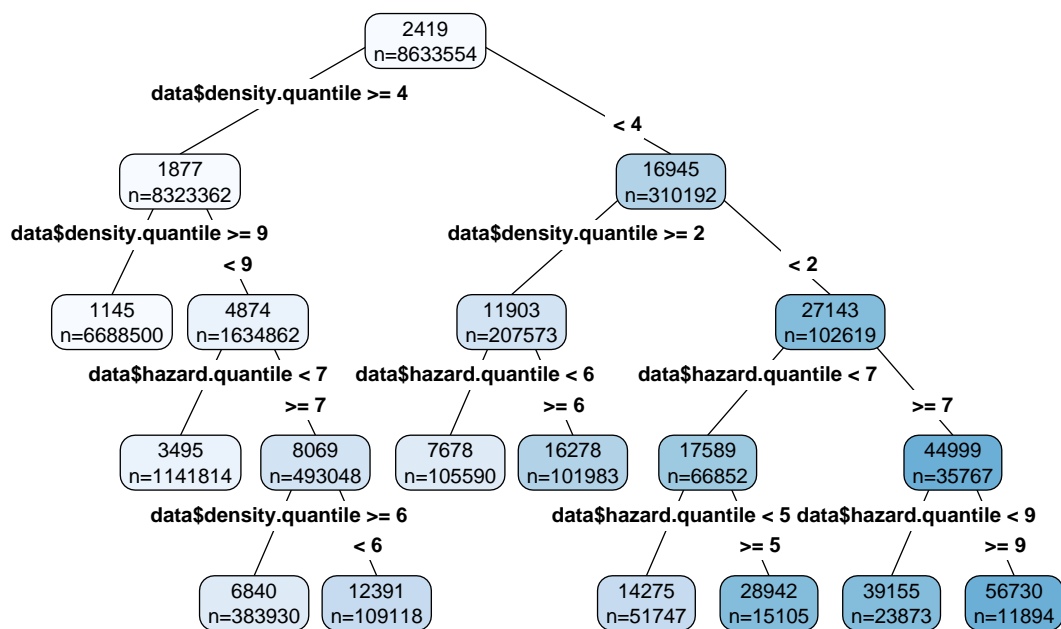 2419
n=8633554
data$density.quantile >= 4
< 4
1877
n=8323362
16945
n=310192
data$density.quantile >= 9
< 9
data$density.quantile >= 2
< 2
1145
n=6688500
4874
n=1634862
11903
n=207573
27143
n=102619
data$hazard.quantile < 7
>= 7
data$hazard.quantile < 6
>= 6
data$hazard.quantile < 7
>= 7
3495
n=1141814
8069
n=493048
7678
n=105590
16278
n=101983
17589
n=66852
44999
n=35767
data$density.quantile >= 6
< 6
data$hazard.quantile < 5
>= 5
data$hazard.quantile < 9
>= 9
6840
n=383930
12391
n=109118
14275
n=51747
28942
n=15105
39155
n=23873
56730
n=11894